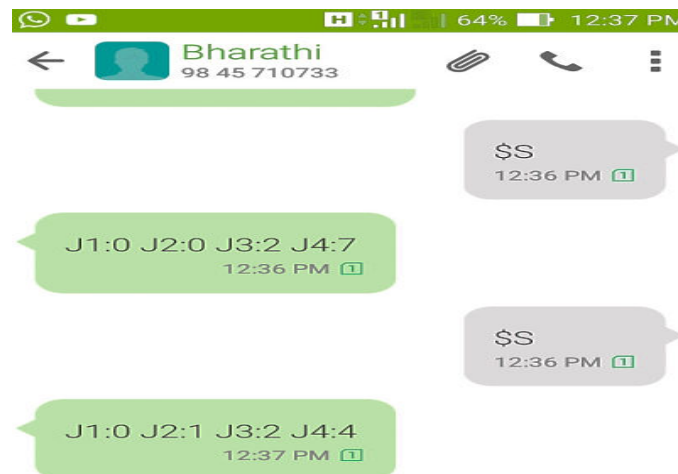 H 64% 12:37 PM
Bharathi
98 45 710733
$S
12:36 PM 1
J1:0 J2:0 J3:2 J4:7
12:36 PM 1
$S
12:36 PM 1
J1:0 J2:1 J3:2 J4:4
12:37 PM 1